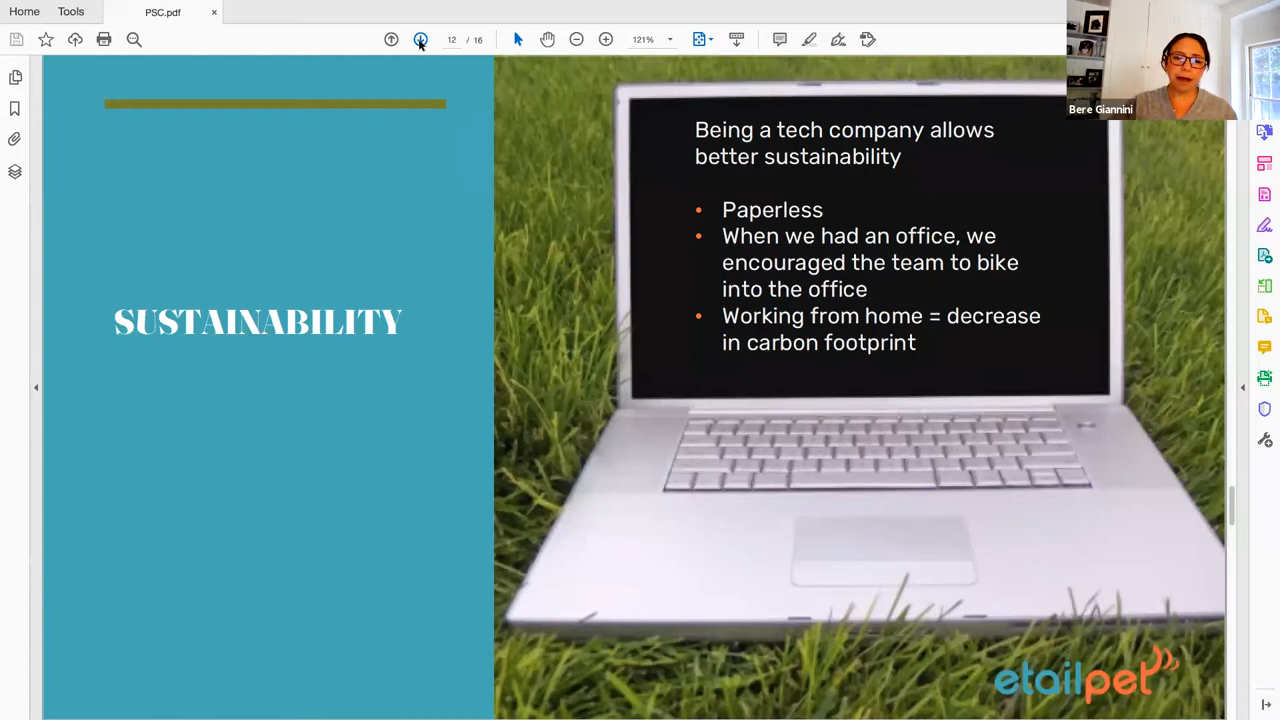 Home
Tools
PSC.pdf
12 / 16
121%
Bere Giannini
SUSTAINABILITY
Being a tech company allows
better sustainability
• Paperless
• When we had an office, we
encouraged the team to bike
into the office
• Working from home = decrease
in carbon footprint
etailpet